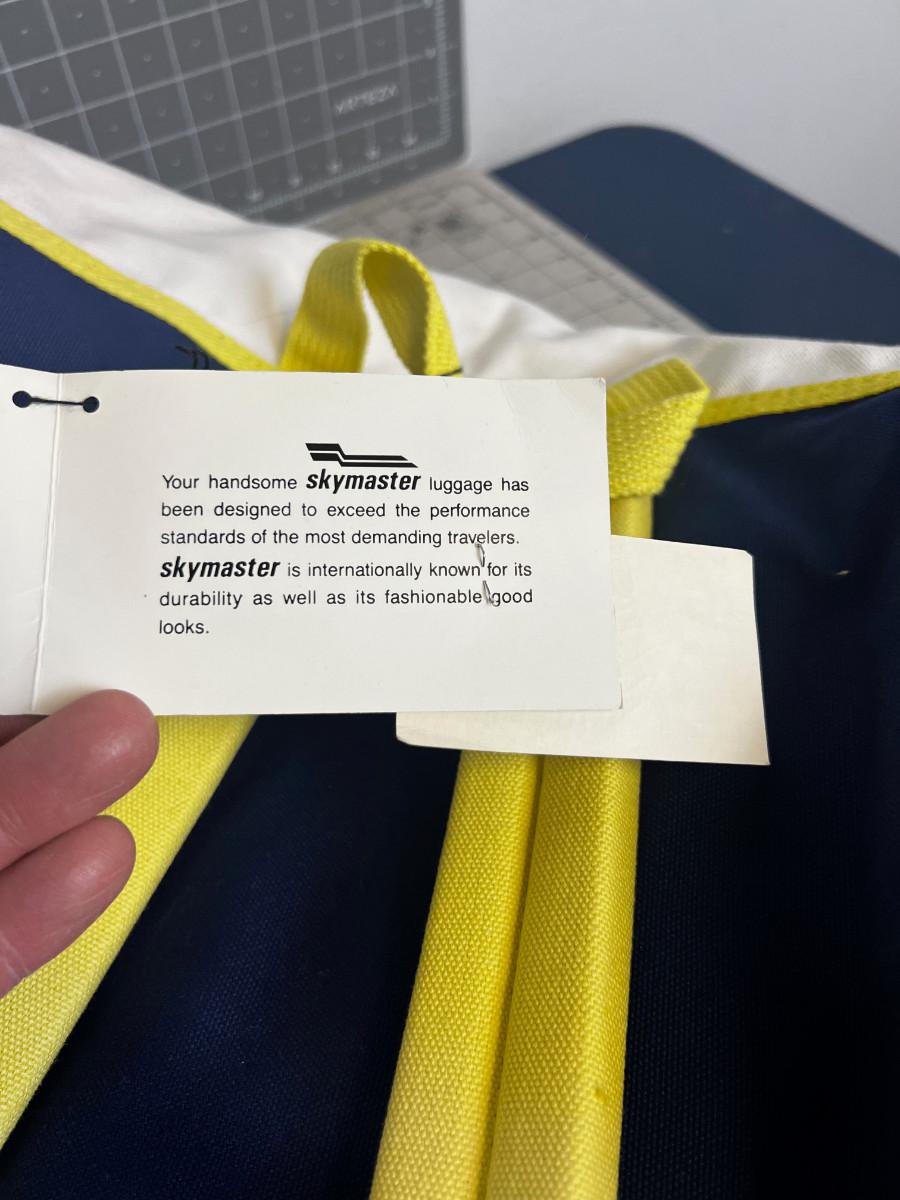 VATTEZY
Your handsome skymaster luggage has
been designed to exceed the performance
standards of the most demanding travelers.
skymaster is internationally known for its
durability as well as its fashionable good
looks.